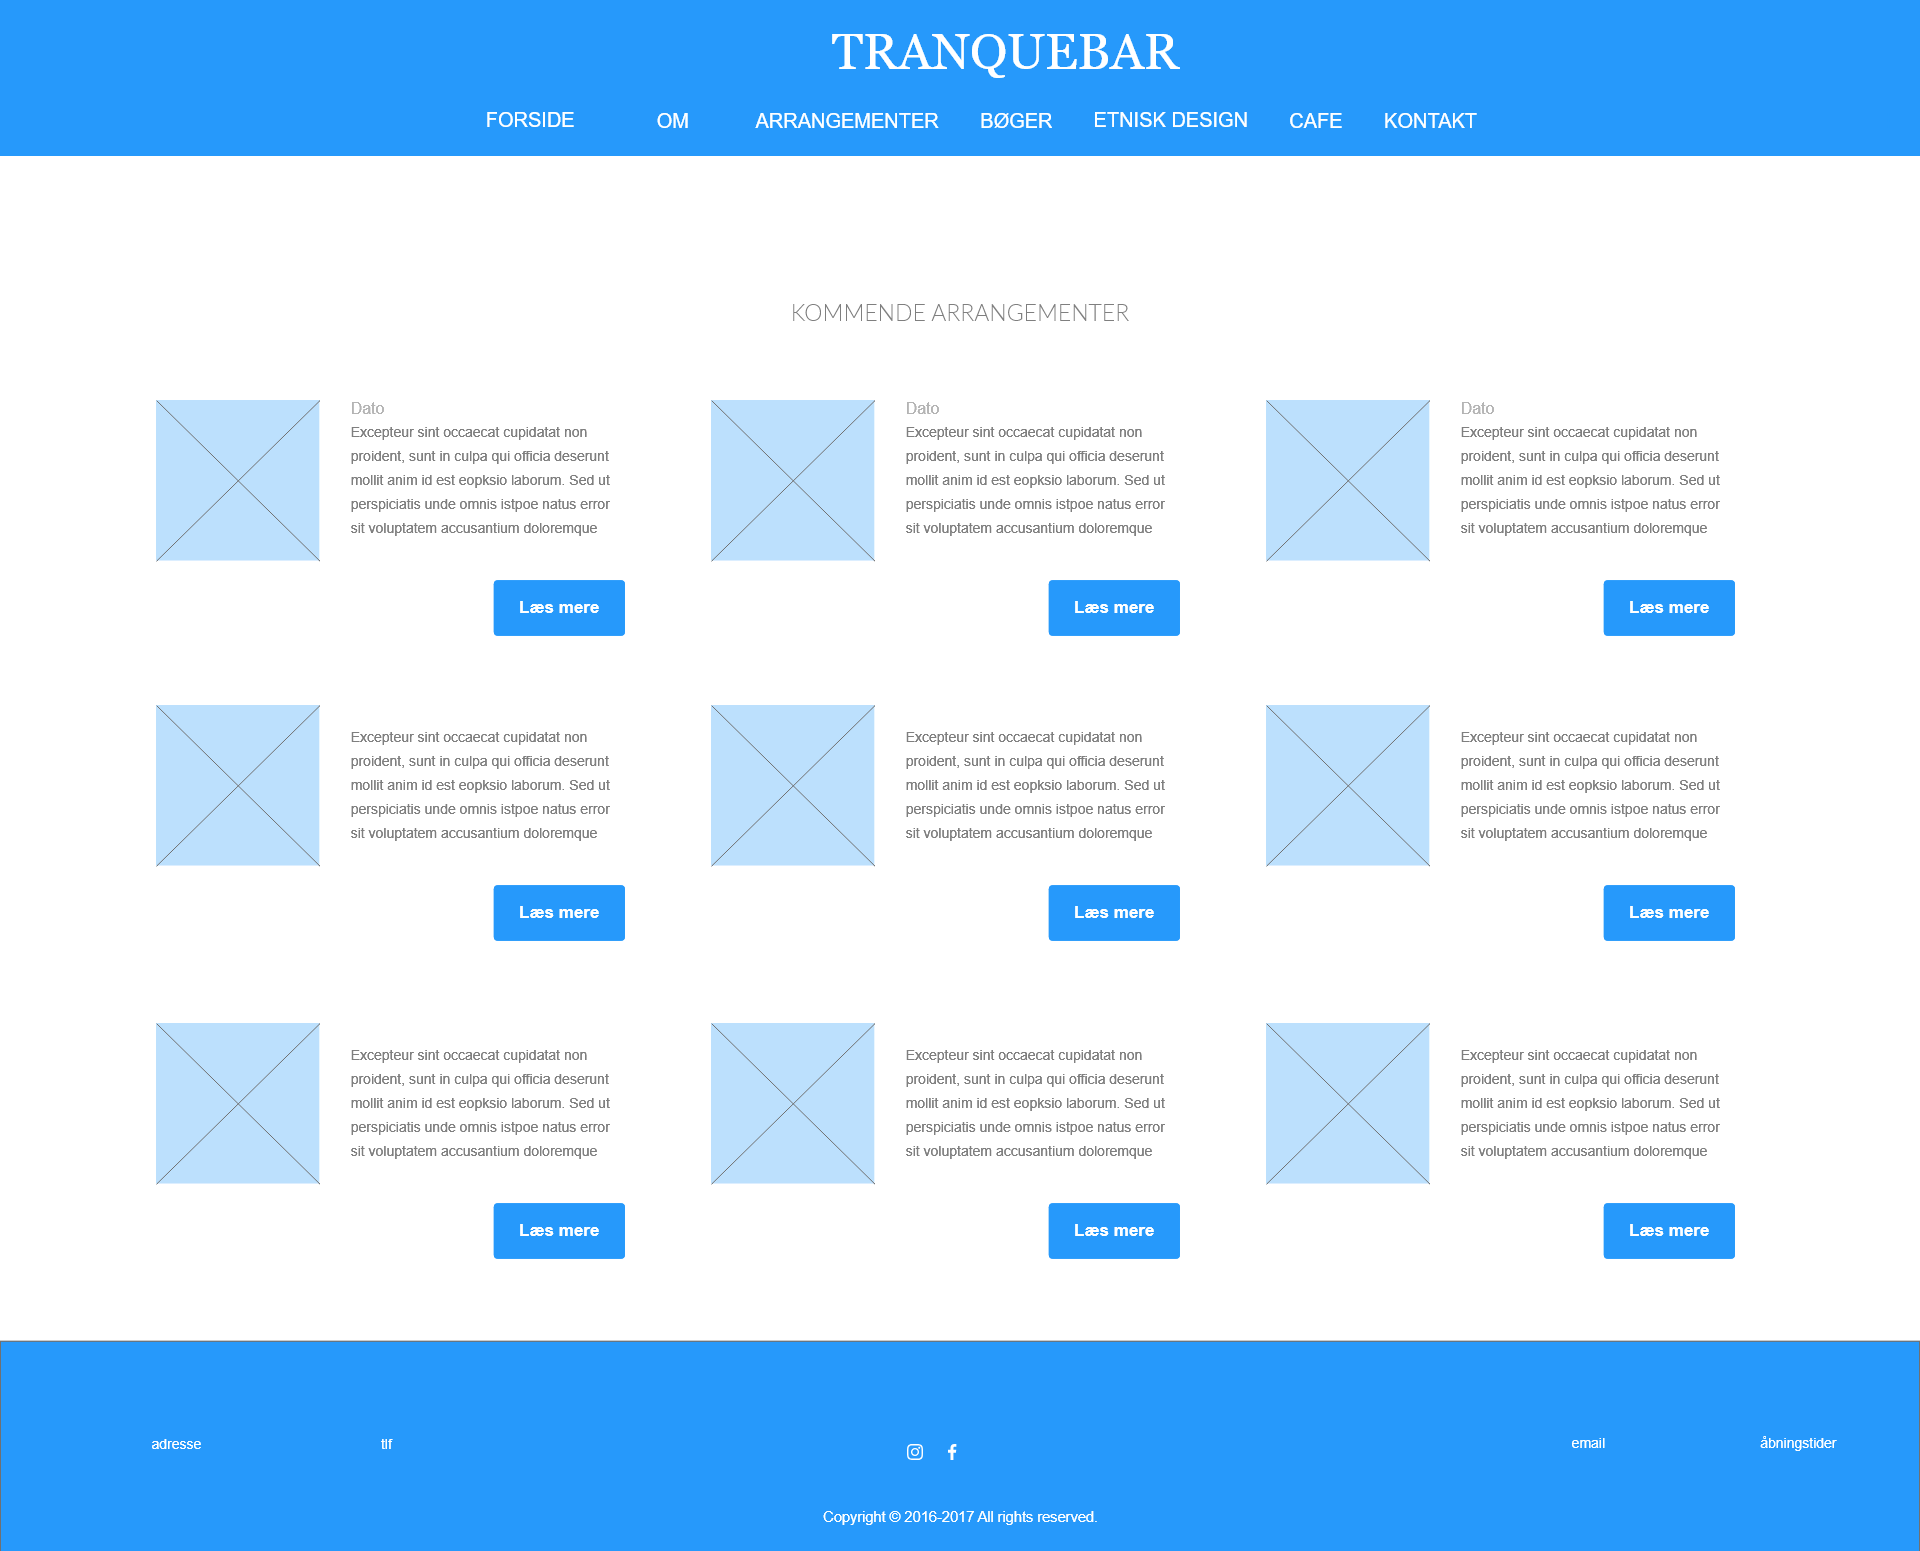 TRANQUEBAR
FORSIDE OM ARRANGEMENTER BØGER ETNISK DESIGN CAFE KONTAKT
KOMMENDE ARRANGEMENTER
Dato
Excepteur sint occaecat cupidatat non
proident, sunt in culpa qui officia deserunt
mollit anim id est eopksio laborum. Sed ut
perspiciatis unde omnis istpoe natus error
sit voluptatem accusantium doloremque
Læs mere
Dato
Excepteur sint occaecat cupidatat non
proident, sunt in culpa qui officia deserunt
mollit anim id est eopksio laborum. Sed ut
perspiciatis unde omnis istpoe natus error
sit voluptatem accusantium doloremque
Læs mere
Dato
Excepteur sint occaecat cupidatat non
proident, sunt in culpa qui officia deserunt
mollit anim id est eopksio laborum. Sed ut
perspiciatis unde omnis istpoe natus error
sit voluptatem accusantium doloremque
Læs mere
Excepteur sint occaecat cupidatat non
proident, sunt in culpa qui officia deserunt
mollit anim id est eopksio laborum. Sed ut
perspiciatis unde omnis istpoe natus error
sit voluptatem accusantium doloremque
Læs mere
Excepteur sint occaecat cupidatat non
proident, sunt in culpa qui officia deserunt
mollit anim id est eopksio laborum. Sed ut
perspiciatis unde omnis istpoe natus error
sit voluptatem accusantium doloremque
Læs mere
Excepteur sint occaecat cupidatat non
proident, sunt in culpa qui officia deserunt
mollit anim id est eopksio laborum. Sed ut
perspiciatis unde omnis istpoe natus error
sit voluptatem accusantium doloremque
Læs mere
Excepteur sint occaecat cupidatat non
proident, sunt in culpa qui officia deserunt
mollit anim id est eopksio laborum. Sed ut
perspiciatis unde omnis istpoe natus error
sit voluptatem accusantium doloremque
Læs mere
Excepteur sint occaecat cupidatat non
proident, sunt in culpa qui officia deserunt
mollit anim id est eopksio laborum. Sed ut
perspiciatis unde omnis istpoe natus error
sit voluptatem accusantium doloremque
Læs mere
Excepteur sint occaecat cupidatat non
proident, sunt in culpa qui officia deserunt
mollit anim id est eopksio laborum. Sed ut
perspiciatis unde omnis istpoe natus error
sit voluptatem accusantium doloremque
Læs mere
adresse tlf email åbningstider
Copyright © 2016-2017 All rights reserved.